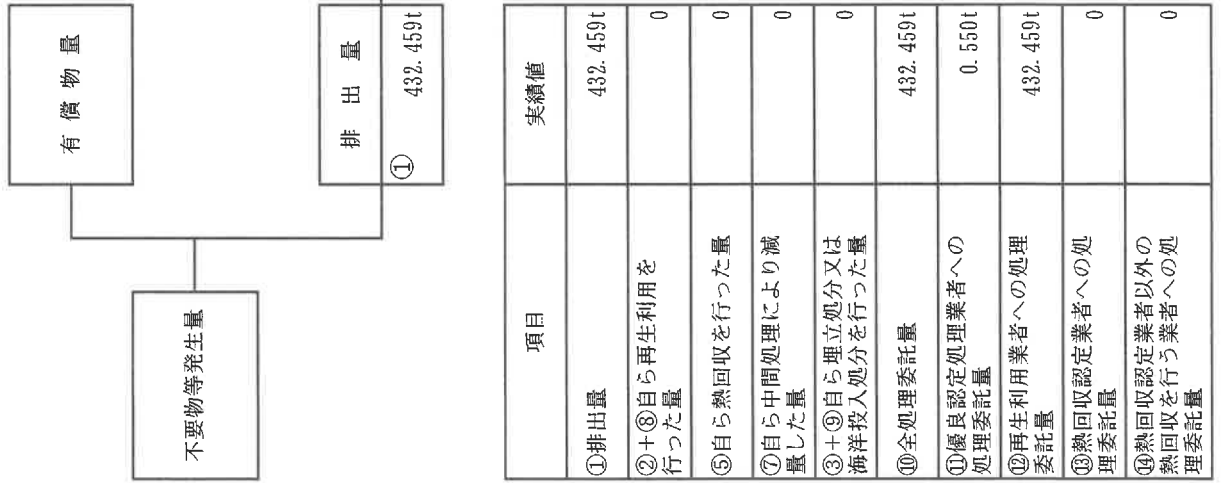 不要物等発生量
有償物量
排出量
① 432.459t
項目 実績値
①排出量 432.459t
②+⑧自ら再生利用を
行った量 0
⑤自ら熱回収を行った量 0
⑦自ら中間処理により減
量した量 0
③+⑨自ら埋立処分又は
海洋投入処分を行った量 0
⑩全処理委託量 432.459t
⑪優良認定処理業者への
処理委託量 0.550t
⑫再生利用業者への処理
委託量 432.459t
⑬熱回収認定業者への処
理委託量 0
⑭熱回収認定業者以外の
熱回収を行う業者への処
理委託量 0